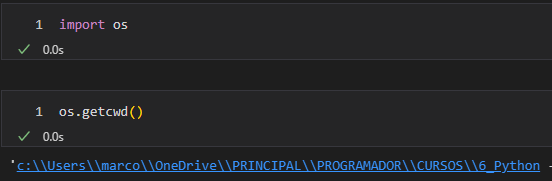 1 import os
0.0s
1 os.getcwd()
0.0s
'c:\\Users\\marco\\OneDrive\\PRINCIPAL\\PROGRAMADOR\\CURSOS\\6_Python -